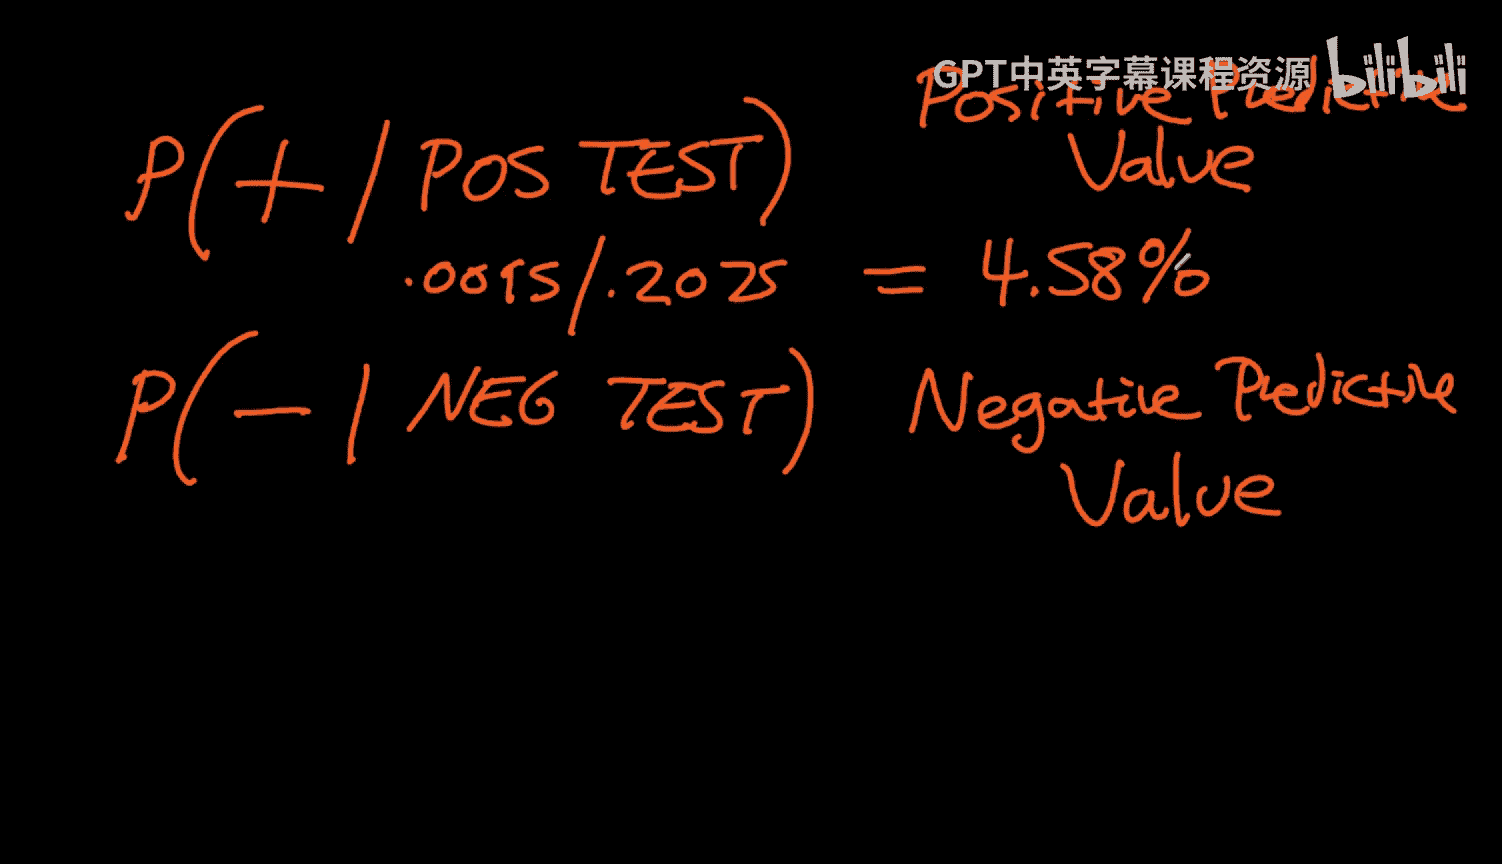 GPT中英字幕课程资源 bilibili
P(+ | POS TEST) Positive Predictive
Value
.0095/.2075 = 4.58%
P(- | NEG TEST) Negative Predictive
Value